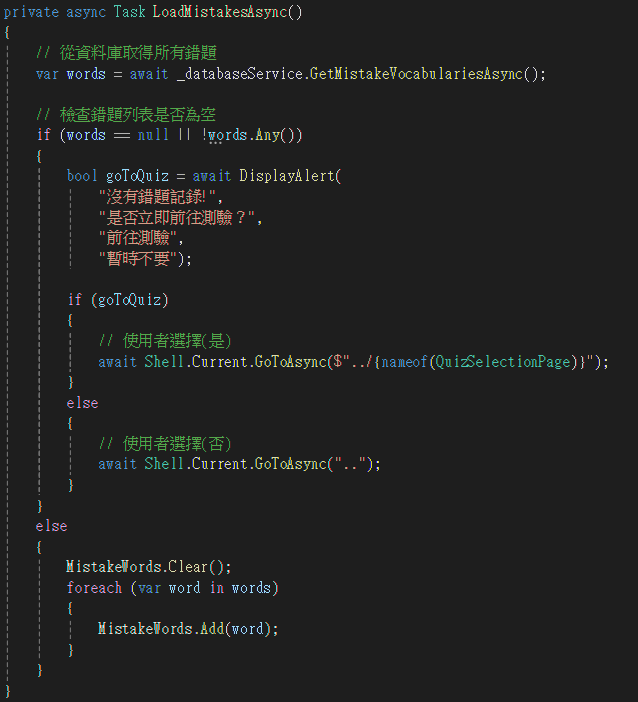 private async Task LoadMistakesAsync()
{
// 從資料庫取得所有錯題
var words = await _databaseService.GetMistakeVocabulariesAsync();
// 檢查錯題列表是否為空
if (words == null || !words.Any())
{
bool goToQuiz = await DisplayAlert(
"沒有錯題記錄!",
"是否立即前往測驗？",
"前往測驗",
"暫時不要");
if (goToQuiz)
{
// 使用者選擇(是)
await Shell.Current.GoToAsync($"../{nameof(QuizSelectionPage)}");
}
else
{
// 使用者選擇(否)
await Shell.Current.GoToAsync("..");
}
}
else
{
MistakeWords.Clear();
foreach (var word in words)
{
MistakeWords.Add(word);
}
}
}